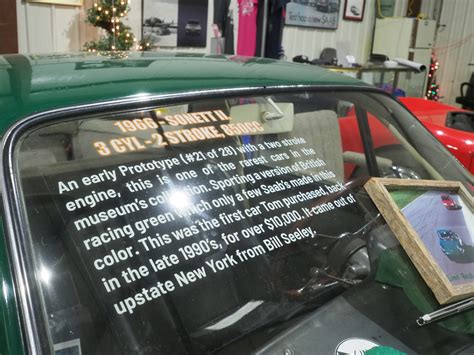 1966 - SONETT II
3 CYL - 2 STROKE, 850CC
An early Prototype (#21 of 28), with a two stroke
engine, this is one of the rarest cars in the
museum's collection. Sporting a version of British
racing green which only a few Saab's made in this
color. This was the first car Tom purchased, back
in the late 1990's, for over $10,000. It came out of
upstate New York from Bill Seeley.